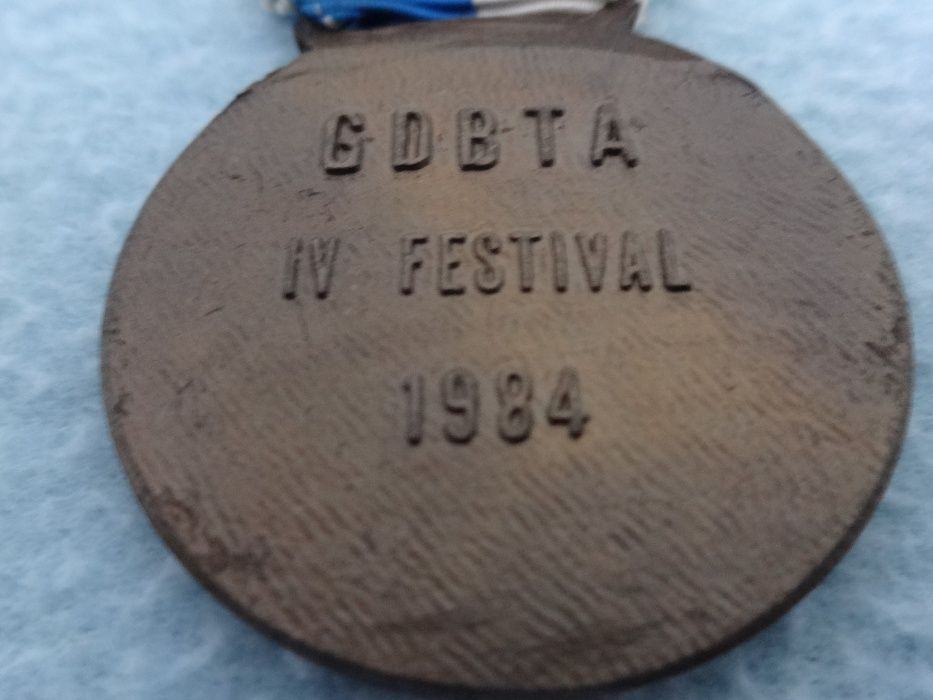 GDBTA
IV FESTIVAL
1984